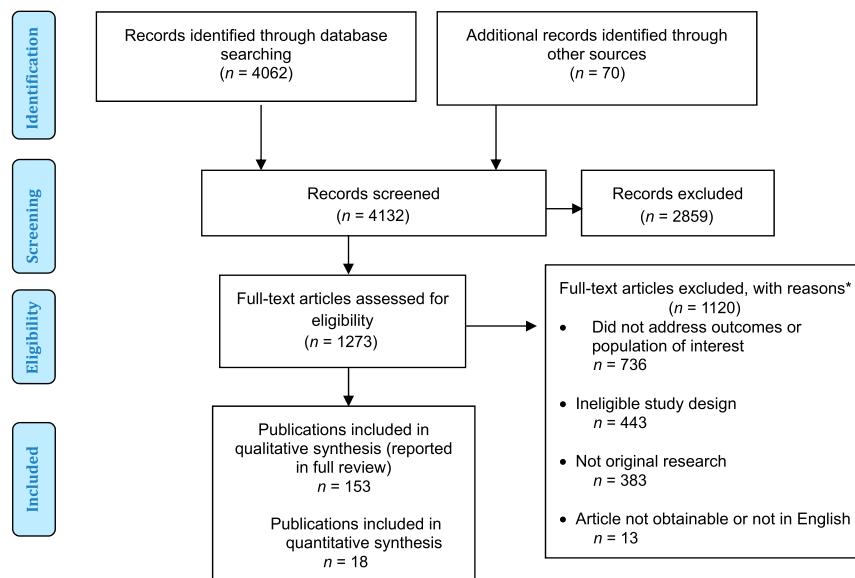 Identification
Records identified through database
searching
(n = 4062)
Additional records identified through
other sources
(n = 70)
Screening
Records screened
(n = 4132)
Records excluded
(n = 2859)
Eligibility
Full-text articles assessed for
eligibility
(n = 1273)
Full-text articles excluded, with reasons*
(n = 1120)
• Did not address outcomes or
population of interest
n = 736
• Ineligible study design
n = 443
• Not original research
n = 383
• Article not obtainable or not in English
n = 13
Included
Publications included in
qualitative synthesis (reported
in full review)
n = 153
Publications included in
quantitative synthesis
n = 18